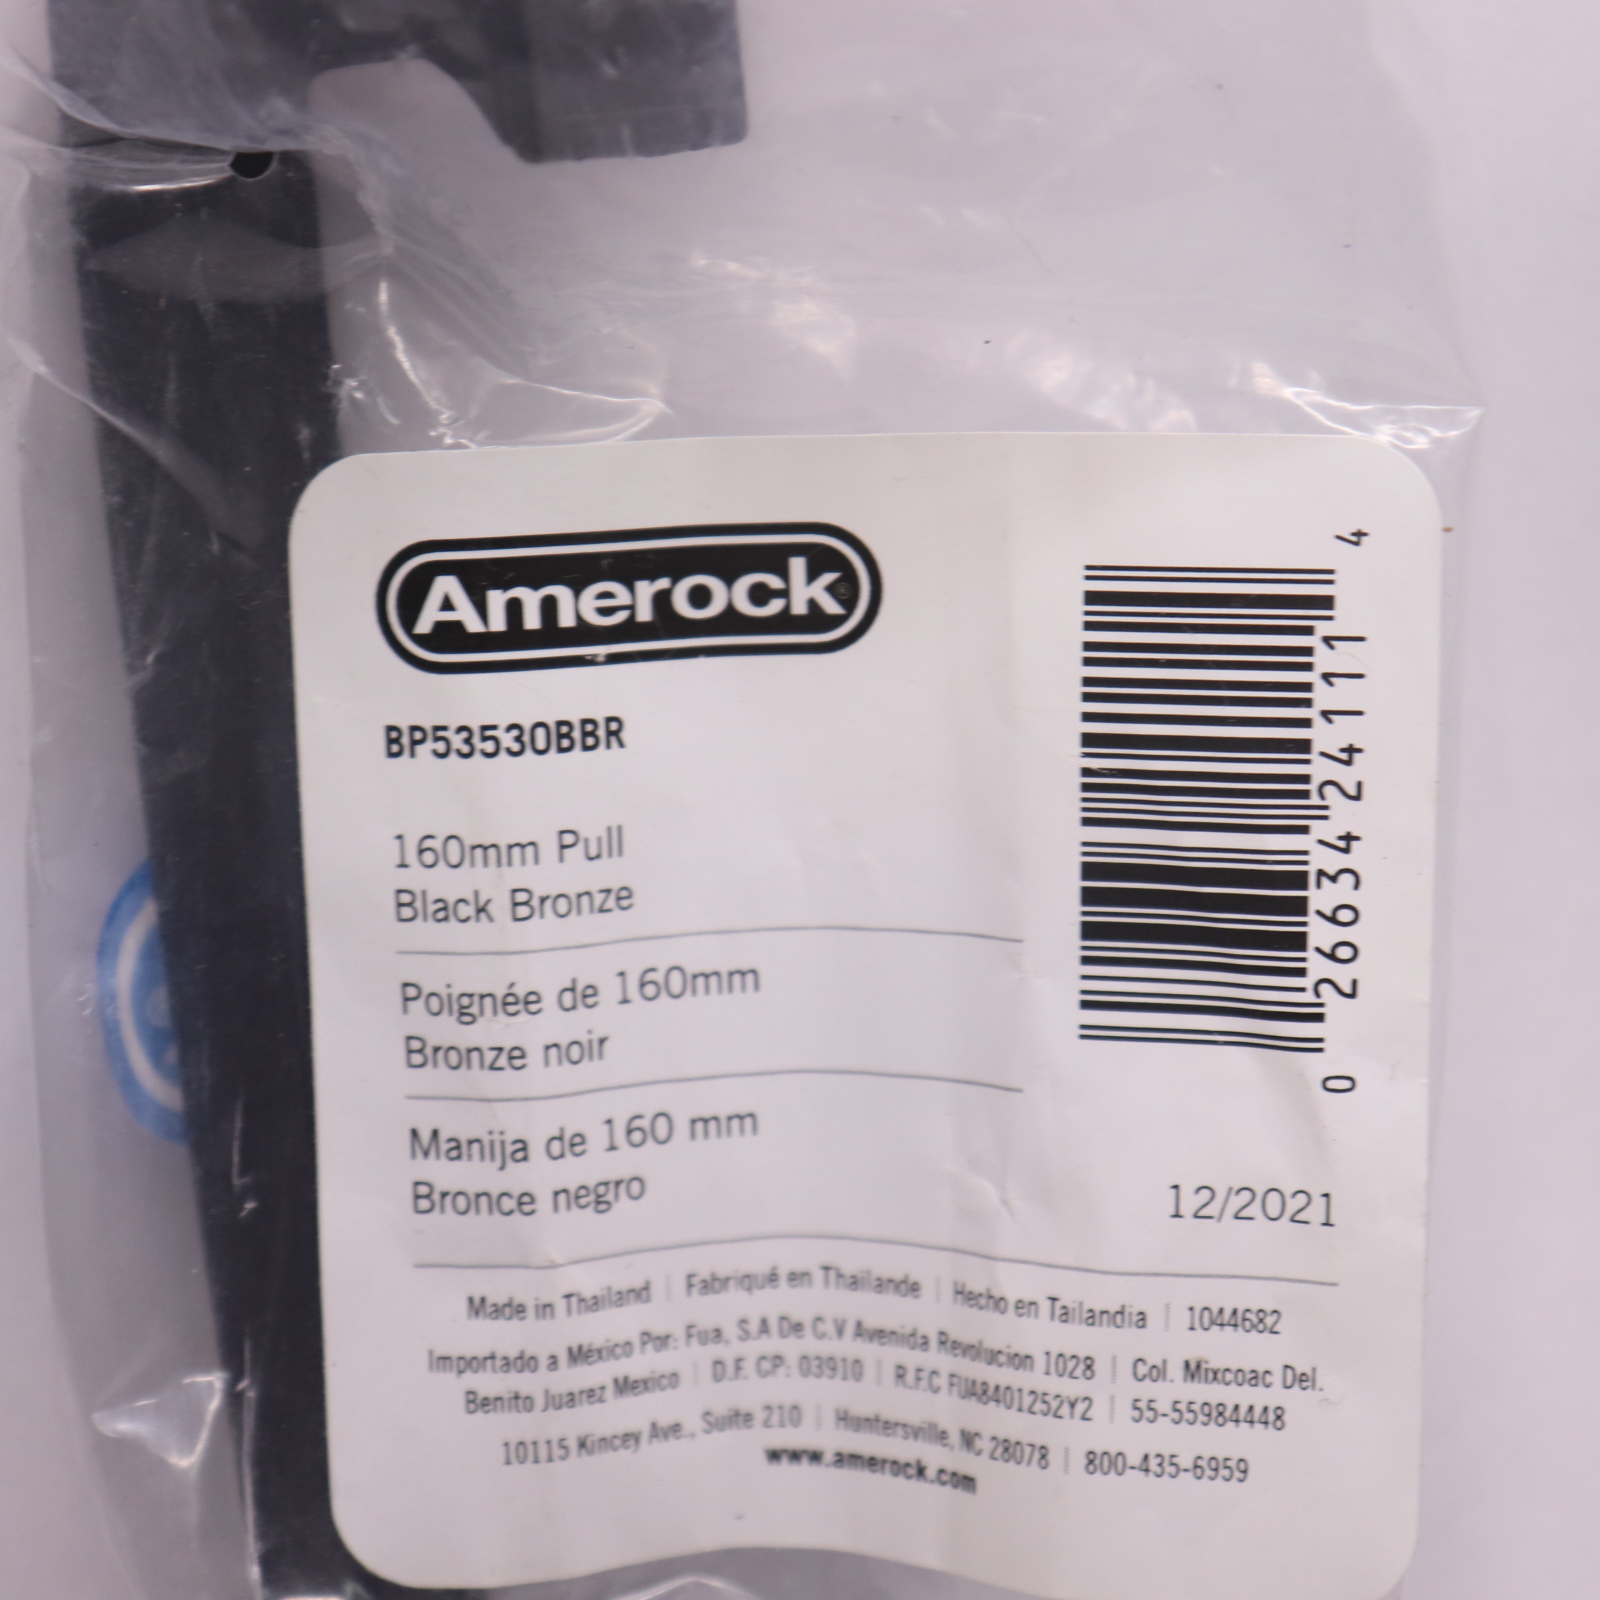 Amerock®
BP53530BBR
160mm Pull
Black Bronze
Poignée de 160mm
Bronze noir
Manija de 160 mm
Bronce negro
0 26634 24111 4
12/2021
Made in Thailand | Fabriqué en Thaïlande | Hecho en Tailandia | 1044682
Importado a México Por: Fua, S.A De C.V Avenida Revolucion 1028 | Col. Mixcoac Del.
Benito Juarez Mexico | D.F. CP: 03910 | R.F.C FUA8401252Y2 | 55-55984448
10115 Kincey Ave., Suite 210 | Huntersville, NC 28078 | 800-435-6959
www.amerock.com